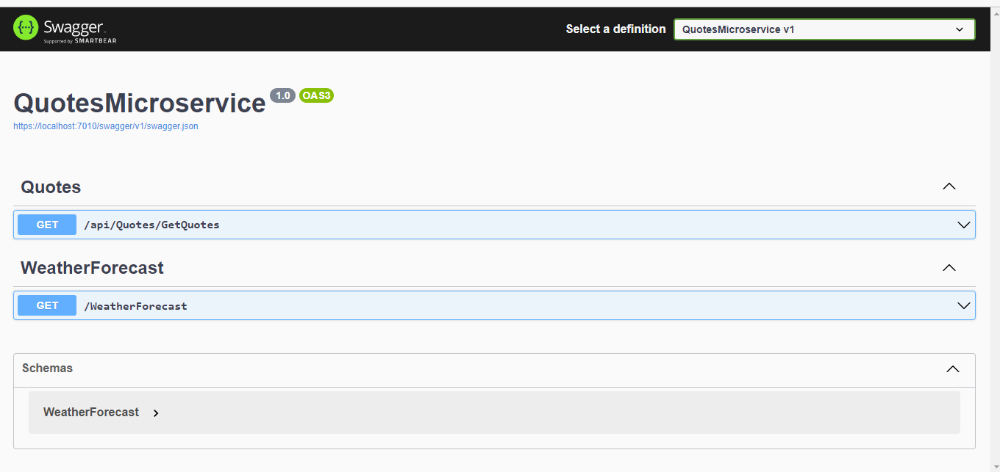 Swagger
Supported by SMARTBEAR
Select a definition
QuotesMicroservice v1
QuotesMicroservice 1.0 OAS3
https://localhost:7010/swagger/v1/swagger.json
Quotes
GET /api/Quotes/GetQuotes
WeatherForecast
GET /WeatherForecast
Schemas
WeatherForecast